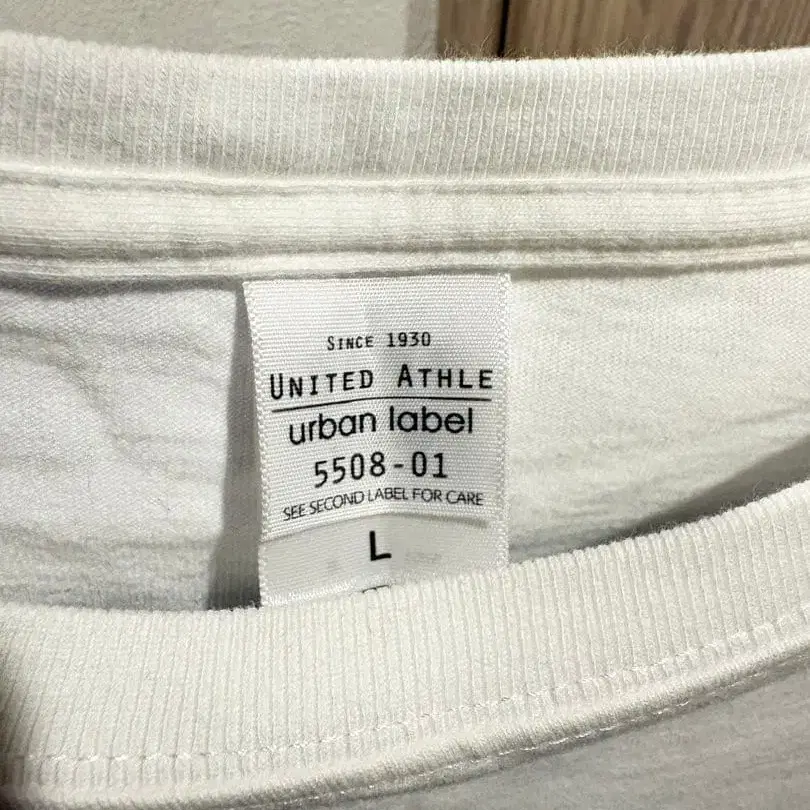 SINCE 1930
UNITED ATHLE
urban label
5508-01
SEE SECOND LABEL FOR CARE
L